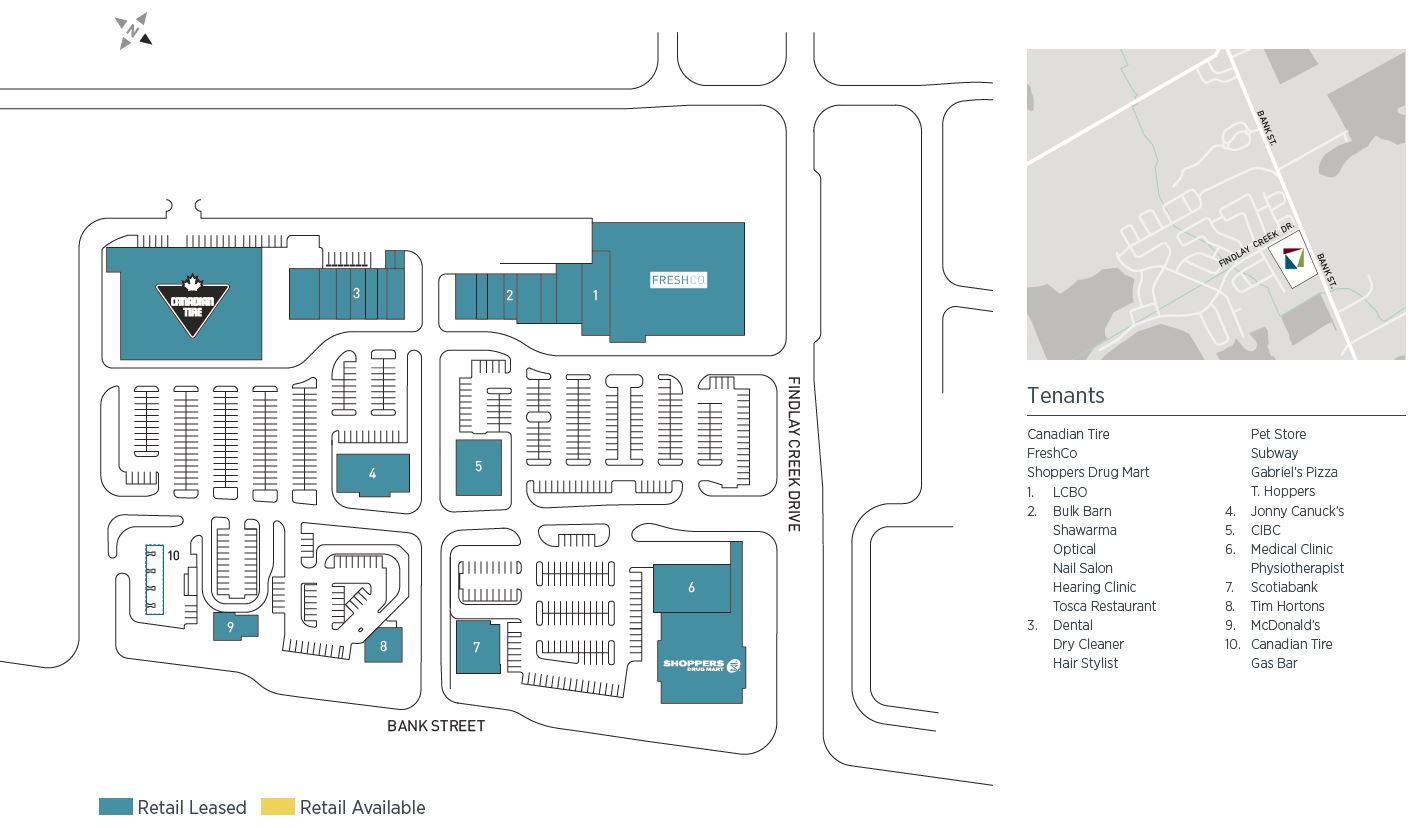 N
CANADIAN
TIRE
3
2
1
FRESHCO
4
5
FINDLAY CREEK DRIVE
10
9
8
7
6
SHOPPERS
DRUG MART
BANK STREET
Retail Leased
Retail Available
BANK ST.
FINDLAY CREEK DR.
BANK ST.
Tenants
Canadian Tire
FreshCo
Shoppers Drug Mart
1. LCBO
2. Bulk Barn
Shawarma
Optical
Nail Salon
Hearing Clinic
Tosca Restaurant
3. Dental
Dry Cleaner
Hair Stylist
Pet Store
Subway
Gabriel's Pizza
T. Hoppers
4. Jonny Canuck's
5. CIBC
6. Medical Clinic
Physiotherapist
7. Scotiabank
8. Tim Hortons
9. McDonald's
10. Canadian Tire
Gas Bar